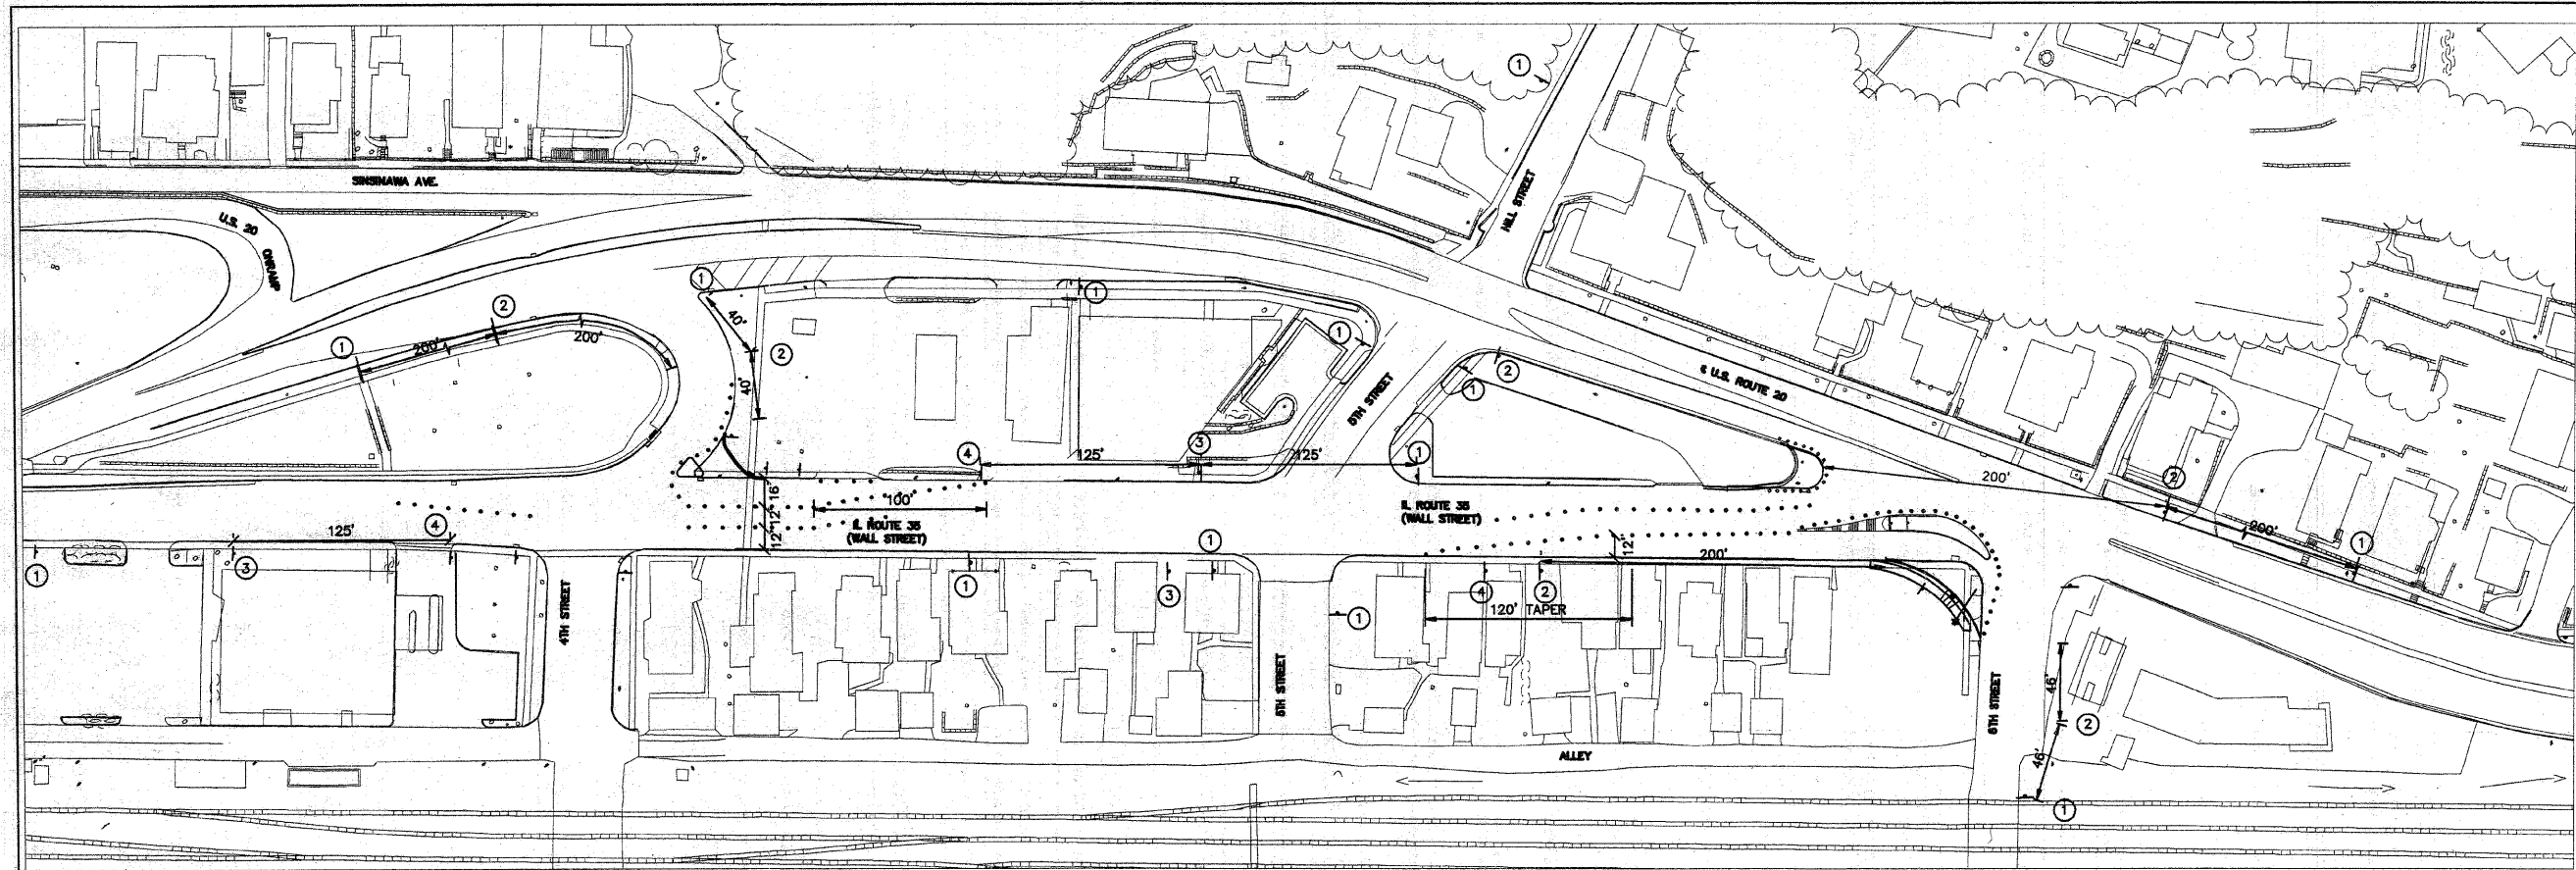 1
SINSINAWA AVE.
U.S. 20
ONRAMP
HILL STREET
1
1
1
2
200'
200'
1
40'
2
40'
5TH STREET
2
1
℄ U.S. ROUTE 20
3
4
125'
125'
1
200'
2
100'
16'
12'
12'
IL ROUTE 35
(WALL STREET)
IL ROUTE 35
(WALL STREET)
125'
4
200'
1
1
3
12'
200'
1
3
1
4
2
120' TAPER
1
4TH STREET
5TH STREET
6TH STREET
46'
2
46'
ALLEY
1